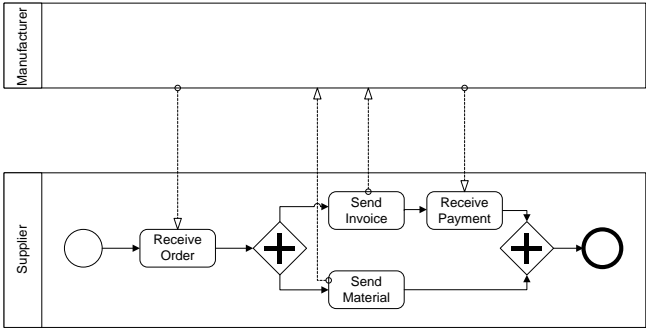 Manufacturer
Supplier
Receive
Order
Send
Invoice
Receive
Payment
Send
Material